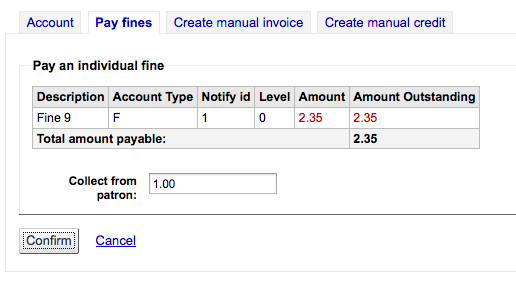 Account Pay fines Create manual invoice Create manual credit
Pay an individual fine
Description Account Type Notify id Level Amount Amount Outstanding
Fine 9 F 1 0 2.35 2.35
Total amount payable: 2.35
Collect from
patron: 1.00
Confirm Cancel